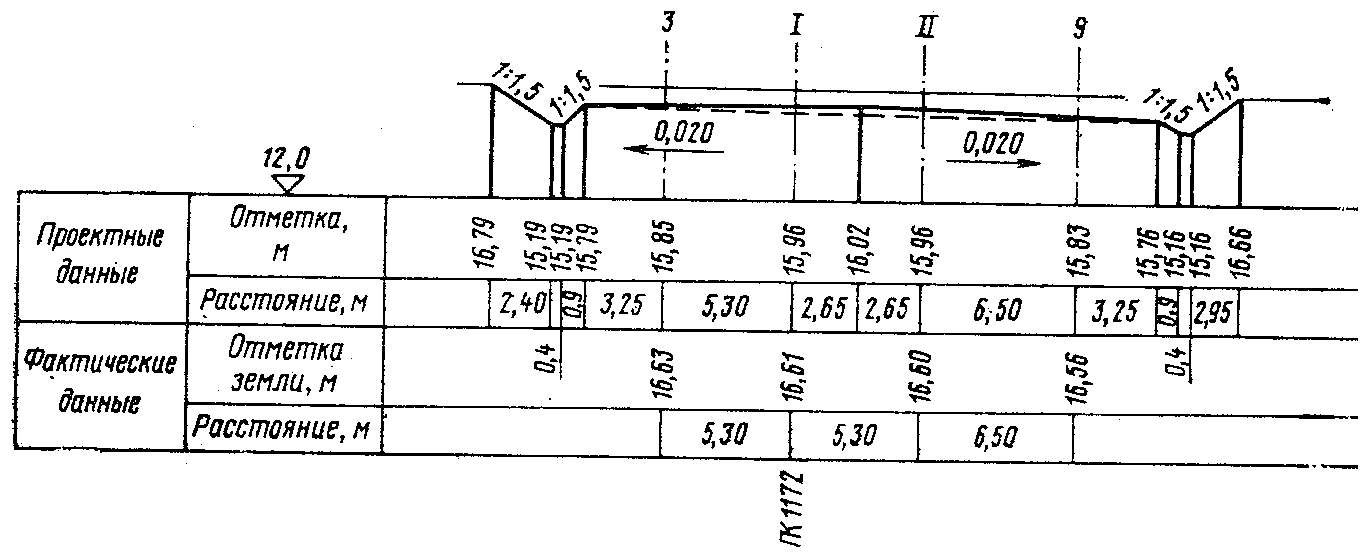 3 I II 9
1:1,5 1:1,5 1:1,5 1:1,5
0,020 0,020
12,0
Проектные данные
Отметка, м
16,79 15,19 15,19 15,79 15,85 15,96 16,02 15,96 15,83 15,76 15,16 15,16 16,66
Расстояние, м
2,40 0,9 3,25 5,30 2,65 2,65 6,50 3,25 0,9 2,95
0,4 0,4
Фактические данные
Отметка земли, м
16,63 16,61 16,60 16,56
Расстояние, м
5,30 5,30 6,50
ПК1172